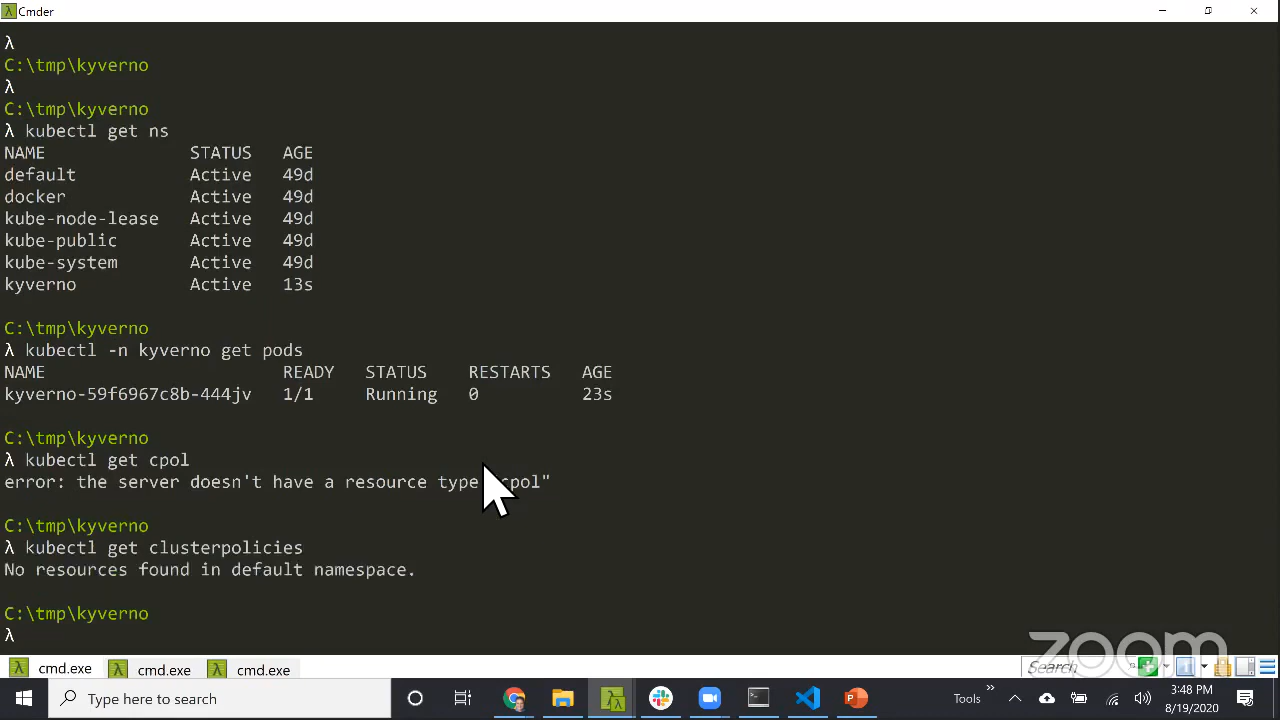 Cmder
λ
C:\tmp\kyverno
λ
C:\tmp\kyverno
λ kubectl get ns
NAME STATUS AGE
default Active 49d
docker Active 49d
kube-node-lease Active 49d
kube-public Active 49d
kube-system Active 49d
kyverno Active 13s
C:\tmp\kyverno
λ kubectl -n kyverno get pods
NAME READY STATUS RESTARTS AGE
kyverno-59f6967c8b-444jv 1/1 Running 0 23s
C:\tmp\kyverno
λ kubectl get cpol
error: the server doesn't have a resource type "cpol"
C:\tmp\kyverno
λ kubectl get clusterpolicies
No resources found in default namespace.
C:\tmp\kyverno
λ
zoom
cmd.exe cmd.exe cmd.exe Search
Type here to search Tools 3:48 PM
8/19/2020